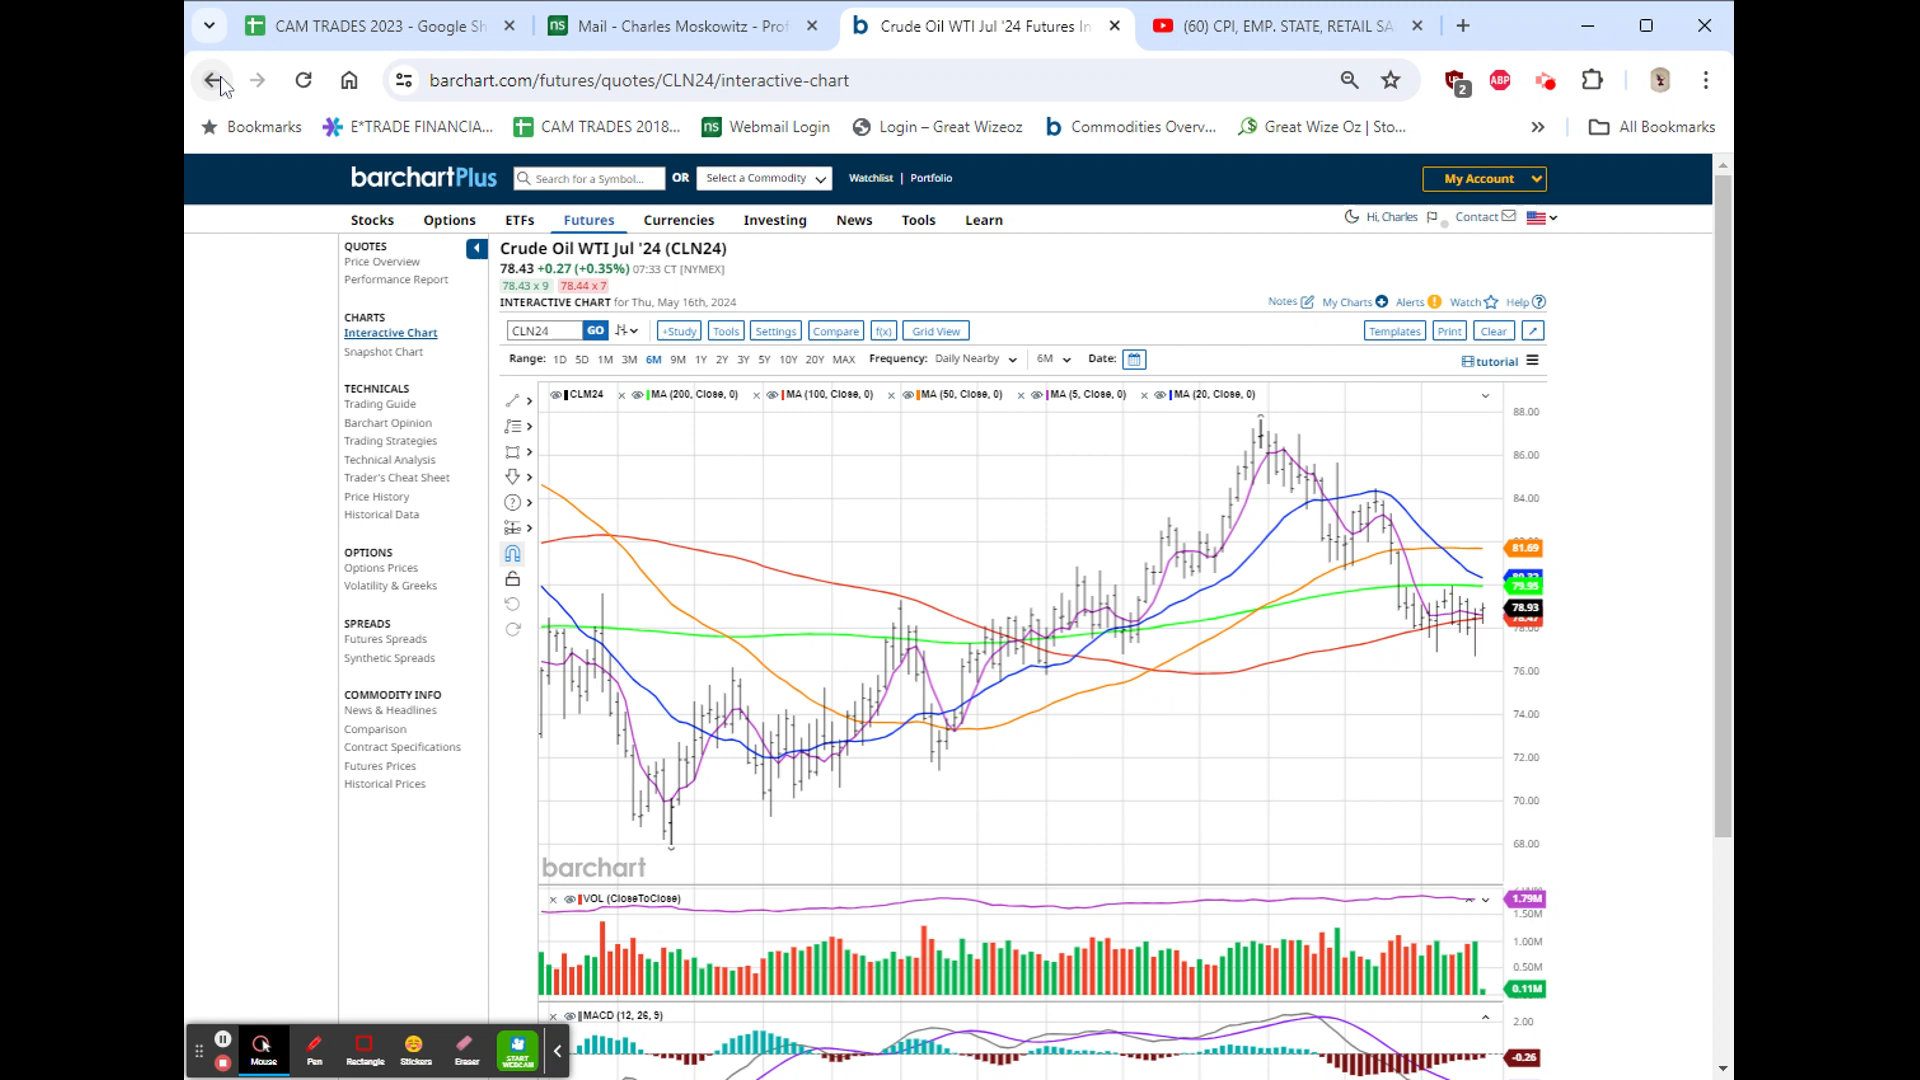 CAM TRADES 2023 - Google Sh
Mail - Charles Moskowitz - Prof
Crude Oil WTI Jul '24 Futures In
(60) CPI, EMP. STATE, RETAIL SA
barchart.com/futures/quotes/CLN24/interactive-chart
2
ABP
Bookmarks
E*TRADE FINANCIA...
CAM TRADES 2018...
ns Webmail Login
Login – Great Wizeoz
b Commodities Overv...
Great Wize Oz | Sto...
All Bookmarks
barchartPlus
Search for a Symbol...
OR
Select a Commodity
Watchlist | Portfolio
My Account
Stocks Options ETFs Futures Currencies Investing News Tools Learn
Hi, Charles
Contact
QUOTES
Price Overview
Performance Report
CHARTS
Interactive Chart
Snapshot Chart
TECHNICALS
Trading Guide
Barchart Opinion
Trading Strategies
Technical Analysis
Trader's Cheat Sheet
Price History
Historical Data
OPTIONS
Options Prices
Volatility & Greeks
SPREADS
Futures Spreads
Synthetic Spreads
COMMODITY INFO
News & Headlines
Comparison
Contract Specifications
Futures Prices
Historical Prices
Crude Oil WTI Jul '24 (CLN24)
78.43 +0.27 (+0.35%) 07:33 CT [NYMEX]
78.43 x 9 78.44 x 7
INTERACTIVE CHART for Thu, May 16th, 2024
Notes My Charts Alerts Watch Help
CLN24 GO +Study Tools Settings Compare f(x) Grid View
Templates Print Clear
Range: 1D 5D 1M 3M 6M 9M 1Y 2Y 3Y 5Y 10Y 20Y MAX Frequency: Daily Nearby 6M Date:
tutorial
CLM24 MA (200, Close, 0) MA (100, Close, 0) MA (50, Close, 0) MA (5, Close, 0) MA (20, Close, 0)
88.00
86.00
84.00
81.69
79.95
78.93
76.00
74.00
72.00
70.00
68.00
barchart
VOL (CloseToClose)
1.79M
1.50M
1.00M
0.50M
0.11M
MACD (12, 26, 9)
2.00
-0.26
Mouse Pen Rectangle Stickers Eraser START WEBCAM